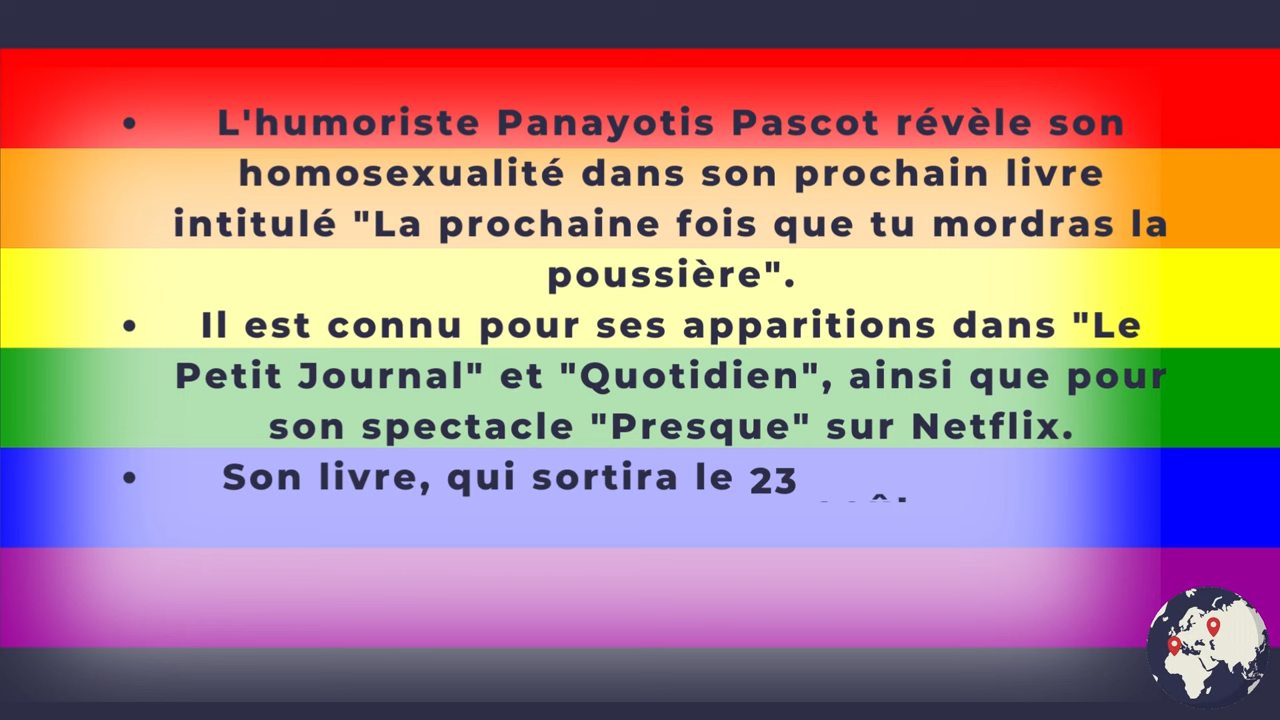 • L'humoriste Panayotis Pascot révèle son
homosexualité dans son prochain livre
intitulé "La prochaine fois que tu mordras la
poussière".
• Il est connu pour ses apparitions dans "Le
Petit Journal" et "Quotidien", ainsi que pour
son spectacle "Presque" sur Netflix.
• Son livre, qui sortira le 23